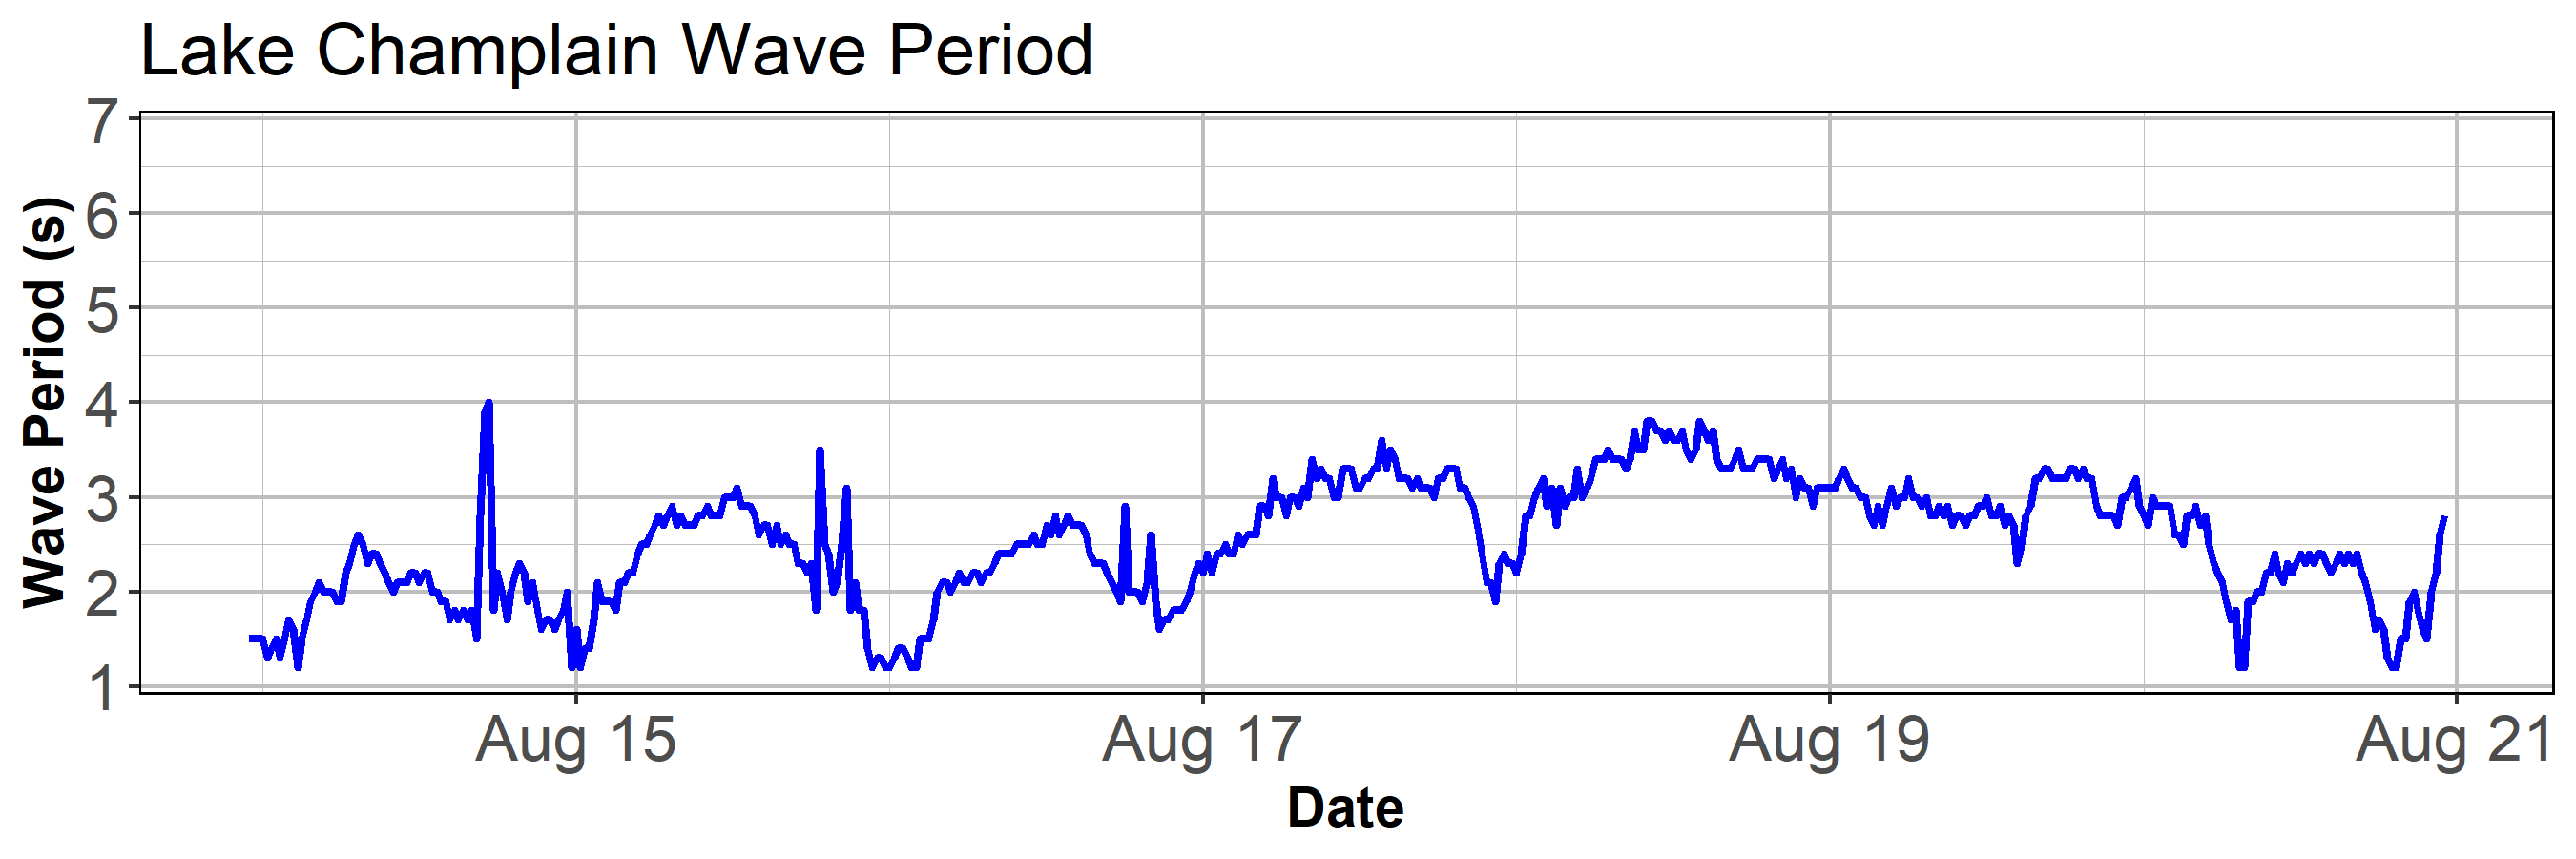 Lake Champlain Wave Period
Wave Period (s)
7
6
5
4
3
2
1
Aug 15
Aug 17
Aug 19
Aug 21
Date